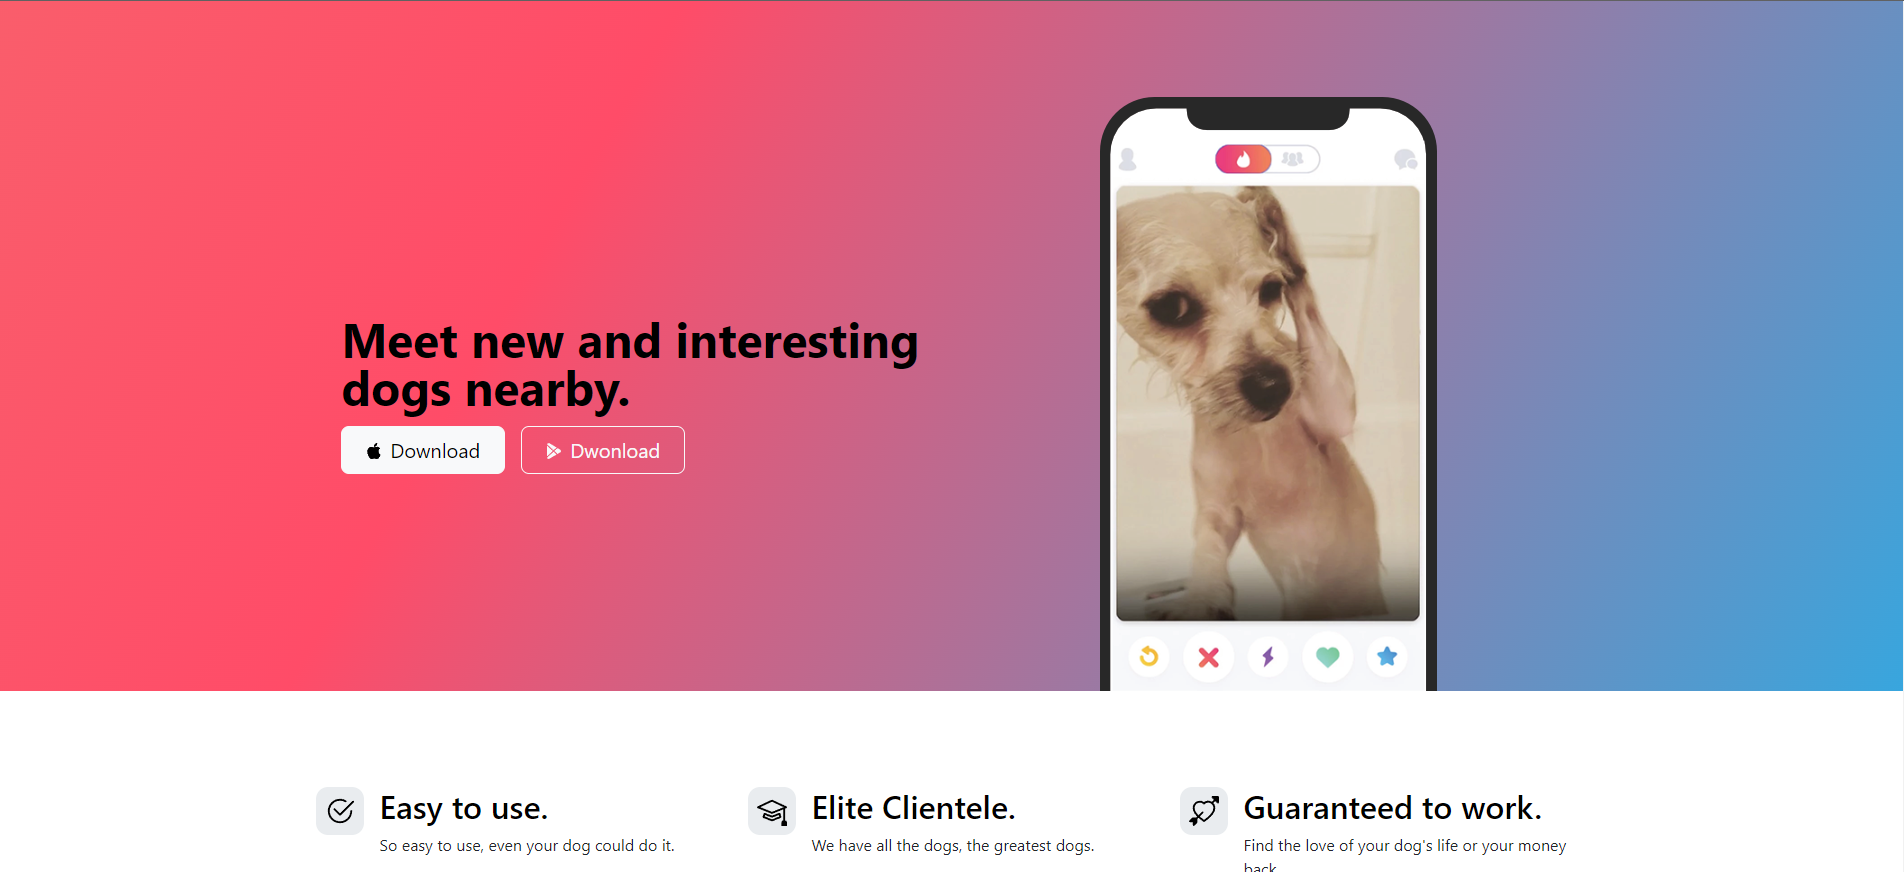 Meet new and interesting
dogs nearby.
Download
Dwonload
Easy to use.
So easy to use, even your dog could do it.
Elite Clientele.
We have all the dogs, the greatest dogs.
Guaranteed to work.
Find the love of your dog's life or your money
back